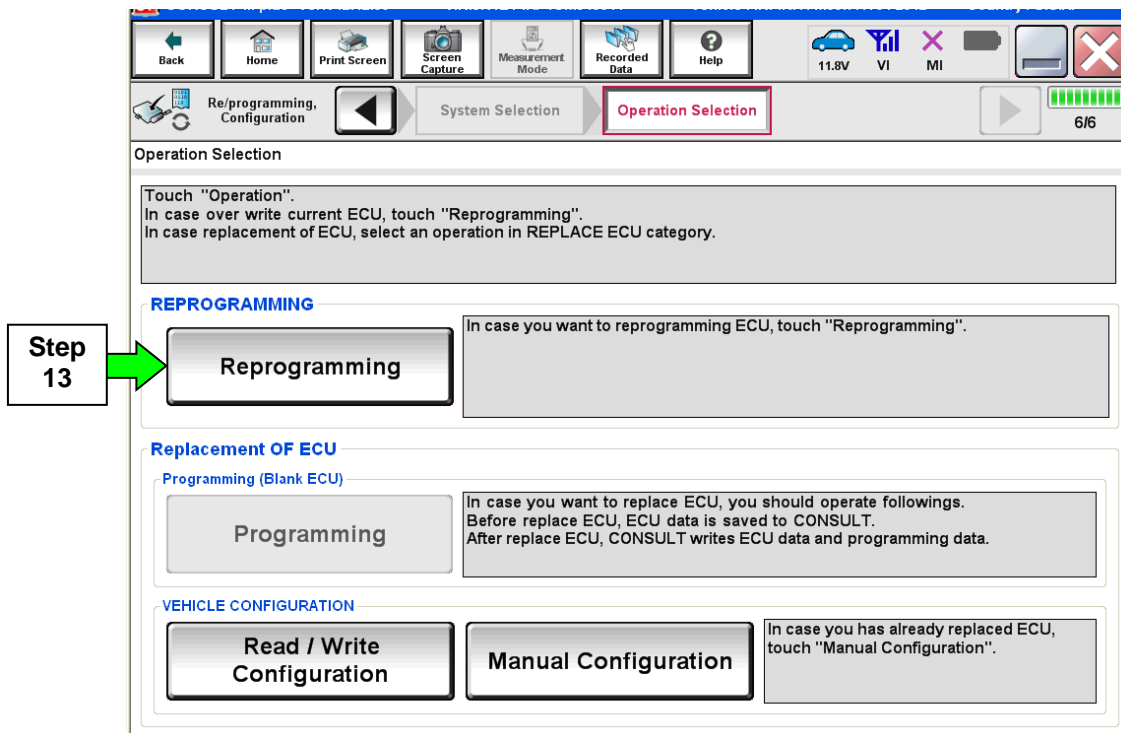 Back
Home
Print Screen
Screen
Capture
Measurement
Mode
Recorded
Data
Help
11.8V
VI
MI
Re/programming,
Configuration
System Selection
Operation Selection
6/6
Operation Selection
Touch "Operation".
In case over write current ECU, touch "Reprogramming".
In case replacement of ECU, select an operation in REPLACE ECU category.
REPROGRAMMING
Step
13
Reprogramming
In case you want to reprogramming ECU, touch "Reprogramming".
Replacement OF ECU
Programming (Blank ECU)
Programming
In case you want to replace ECU, you should operate followings.
Before replace ECU, ECU data is saved to CONSULT.
After replace ECU, CONSULT writes ECU data and programming data.
VEHICLE CONFIGURATION
Read / Write
Configuration
Manual Configuration
In case you has already replaced ECU,
touch "Manual Configuration".